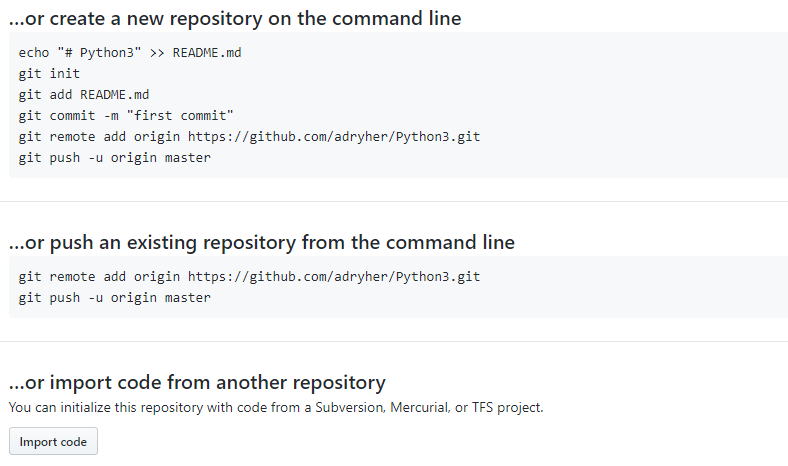 ...or create a new repository on the command line
echo "# Python3" >> README.md
git init
git add README.md
git commit -m "first commit"
git remote add origin https://github.com/adryher/Python3.git
git push -u origin master
...or push an existing repository from the command line
git remote add origin https://github.com/adryher/Python3.git
git push -u origin master
...or import code from another repository
You can initialize this repository with code from a Subversion, Mercurial, or TFS project.
Import code